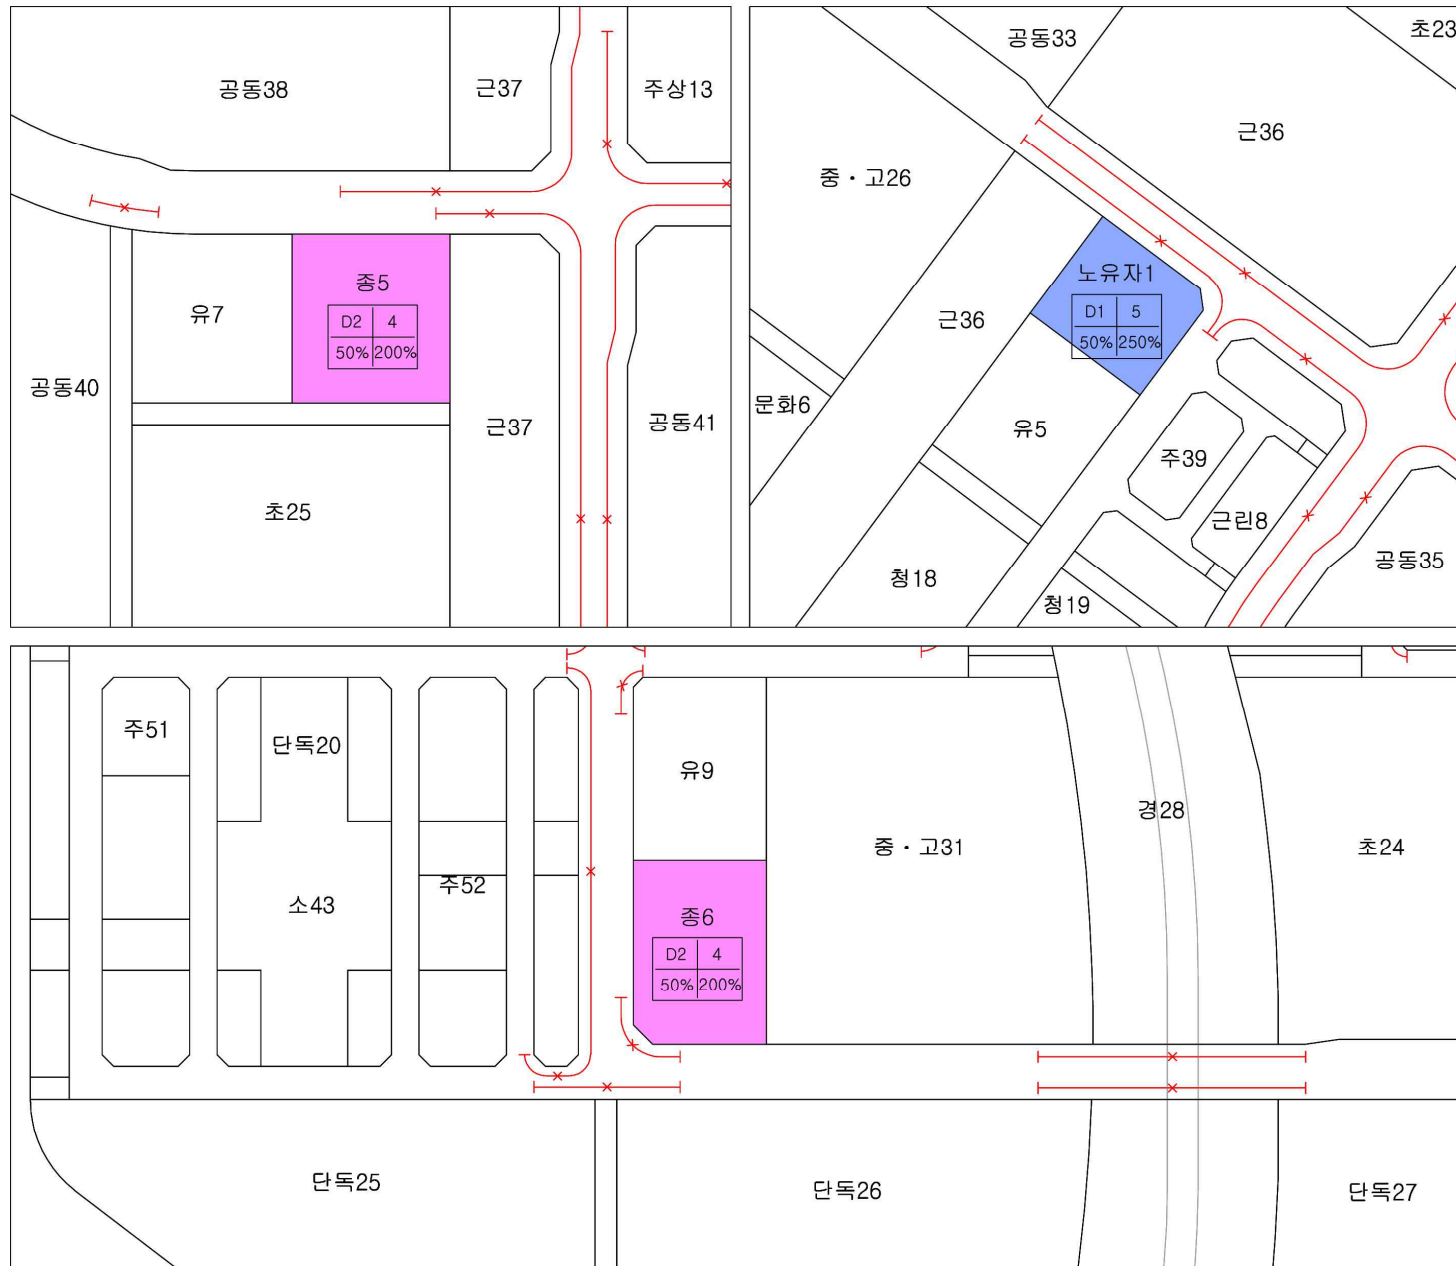 공동38
근37
주상13
종5
D2 4
50% 200%
유7
공동40
근37
공동41
초25
공동33
초23
근36
중・고26
노유자1
D1 5
50% 250%
근36
문화6
유5
주39
근린8
공동35
청18
청19
주51
단독20
유9
경28
중・고31
초24
주52
소43
종6
D2 4
50% 200%
단독25
단독26
단독27